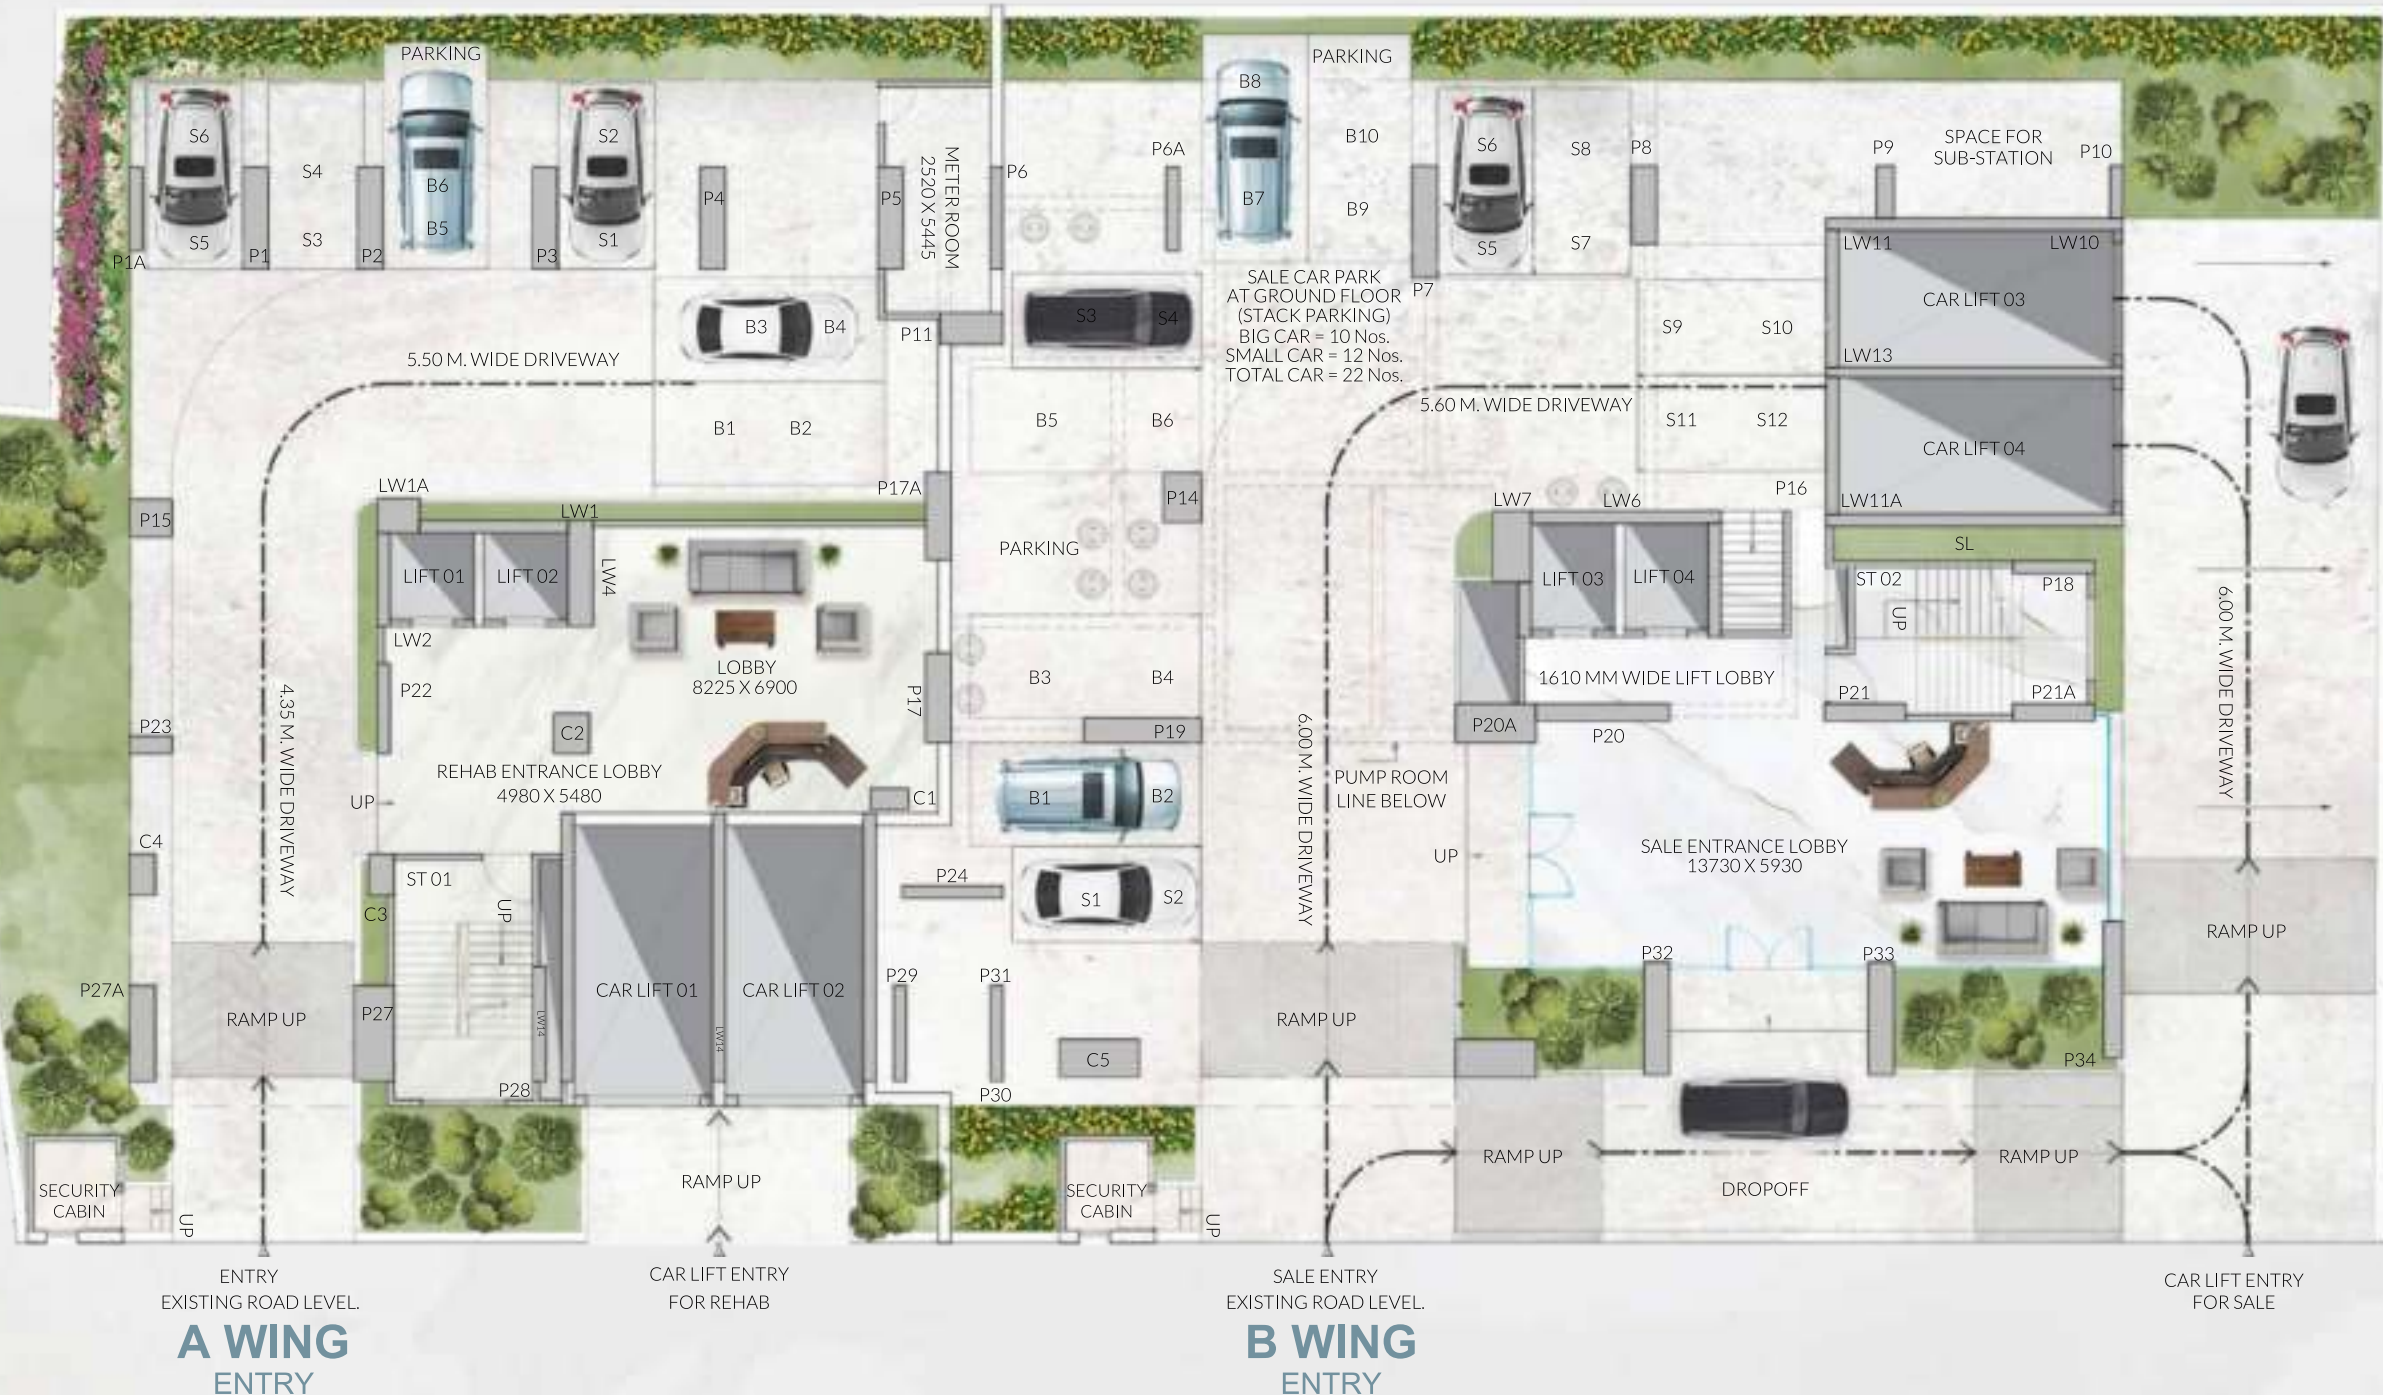 PARKING
S6
S5
P1A
P1
S4
S3
P2
B6
B5
P3
S2
S1
P4
P5
METER ROOM
2520 X 5445
P6
P6A
PARKING
B8
B7
B10
B9
P7
S6
S5
S8
S7
P8
P9
SPACE FOR
SUB-STATION
P10
B3
B4
P11
S3
S4
SALE CAR PARK
AT GROUND FLOOR
(STACK PARKING)
BIG CAR = 10 Nos.
SMALL CAR = 12 Nos.
TOTAL CAR = 22 Nos.
S9
S10
LW11
LW10
CAR LIFT 03
LW13
5.50 M. WIDE DRIVEWAY
B1
B2
B5
B6
5.60 M. WIDE DRIVEWAY
S11
S12
CAR LIFT 04
LW11A
LW1A
LW1
P17A
P14
P15
LW7
LW6
P16
SL
LIFT 01
LIFT 02
LW4
LW2
PARKING
LIFT 03
LIFT 04
ST 02
UP
P18
P22
LOBBY
8225 X 6900
P17
B3
B4
1610 MM WIDE LIFT LOBBY
P21
P21A
6.00 M. WIDE DRIVEWAY
4.35 M. WIDE DRIVEWAY
P23
C2
P19
6.00 M. WIDE DRIVEWAY
P20A
P20
REHAB ENTRANCE LOBBY
4980 X 5480
UP
C1
B1
B2
PUMP ROOM
LINE BELOW
C4
ST 01
UP
C3
P24
S1
S2
UP
SALE ENTRANCE LOBBY
13730 X 5930
RAMP UP
P27A
RAMP UP
P27
LW14
CAR LIFT 01
LW14
CAR LIFT 02
P29
P31
RAMP UP
P32
P33
P28
P30
C5
P34
SECURITY
CABIN
UP
RAMP UP
SECURITY
CABIN
UP
RAMP UP
DROPOFF
RAMP UP
ENTRY
EXISTING ROAD LEVEL.
A WING
ENTRY
CAR LIFT ENTRY
FOR REHAB
SALE ENTRY
EXISTING ROAD LEVEL.
B WING
ENTRY
CAR LIFT ENTRY
FOR SALE